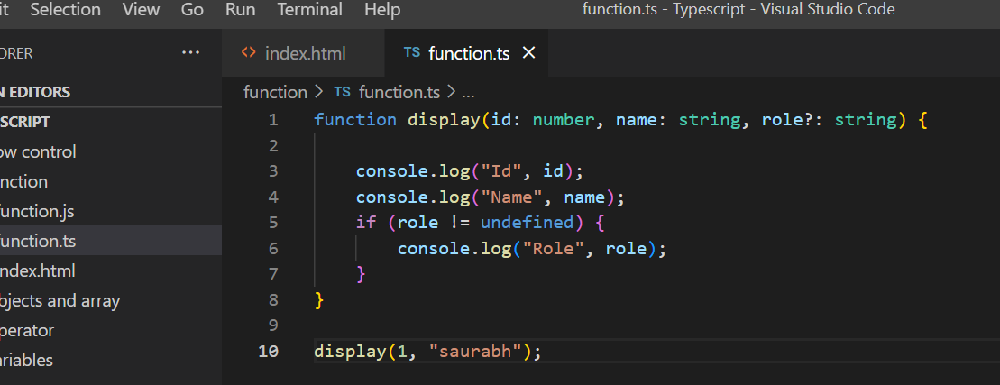 it Selection View Go Run Terminal Help function.ts - Typescript - Visual Studio Code
ORER ... index.html TS function.ts ×
N EDITORS function > TS function.ts > ...
SCRIPT
ow control
nction
function.js
function.ts
ndex.html
bjects and array
perator
ariables
1 function display(id: number, name: string, role?: string) {
2
3 console.log("Id", id);
4 console.log("Name", name);
5 if (role != undefined) {
6 console.log("Role", role);
7 }
8 }
9
10 display(1, "saurabh");